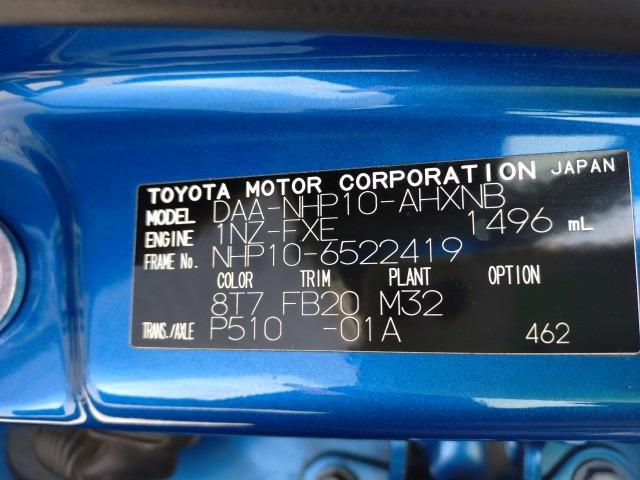 TOYOTA MOTOR CORPORATION JAPAN
MODEL DAA-NHP10-AHXNB
ENGINE 1NZ-FXE 1496 mL
FRAME No. NHP10-6522419
COLOR TRIM PLANT OPTION
8T7 FB20 M32
TRANS./AXLE P510 -01A 462